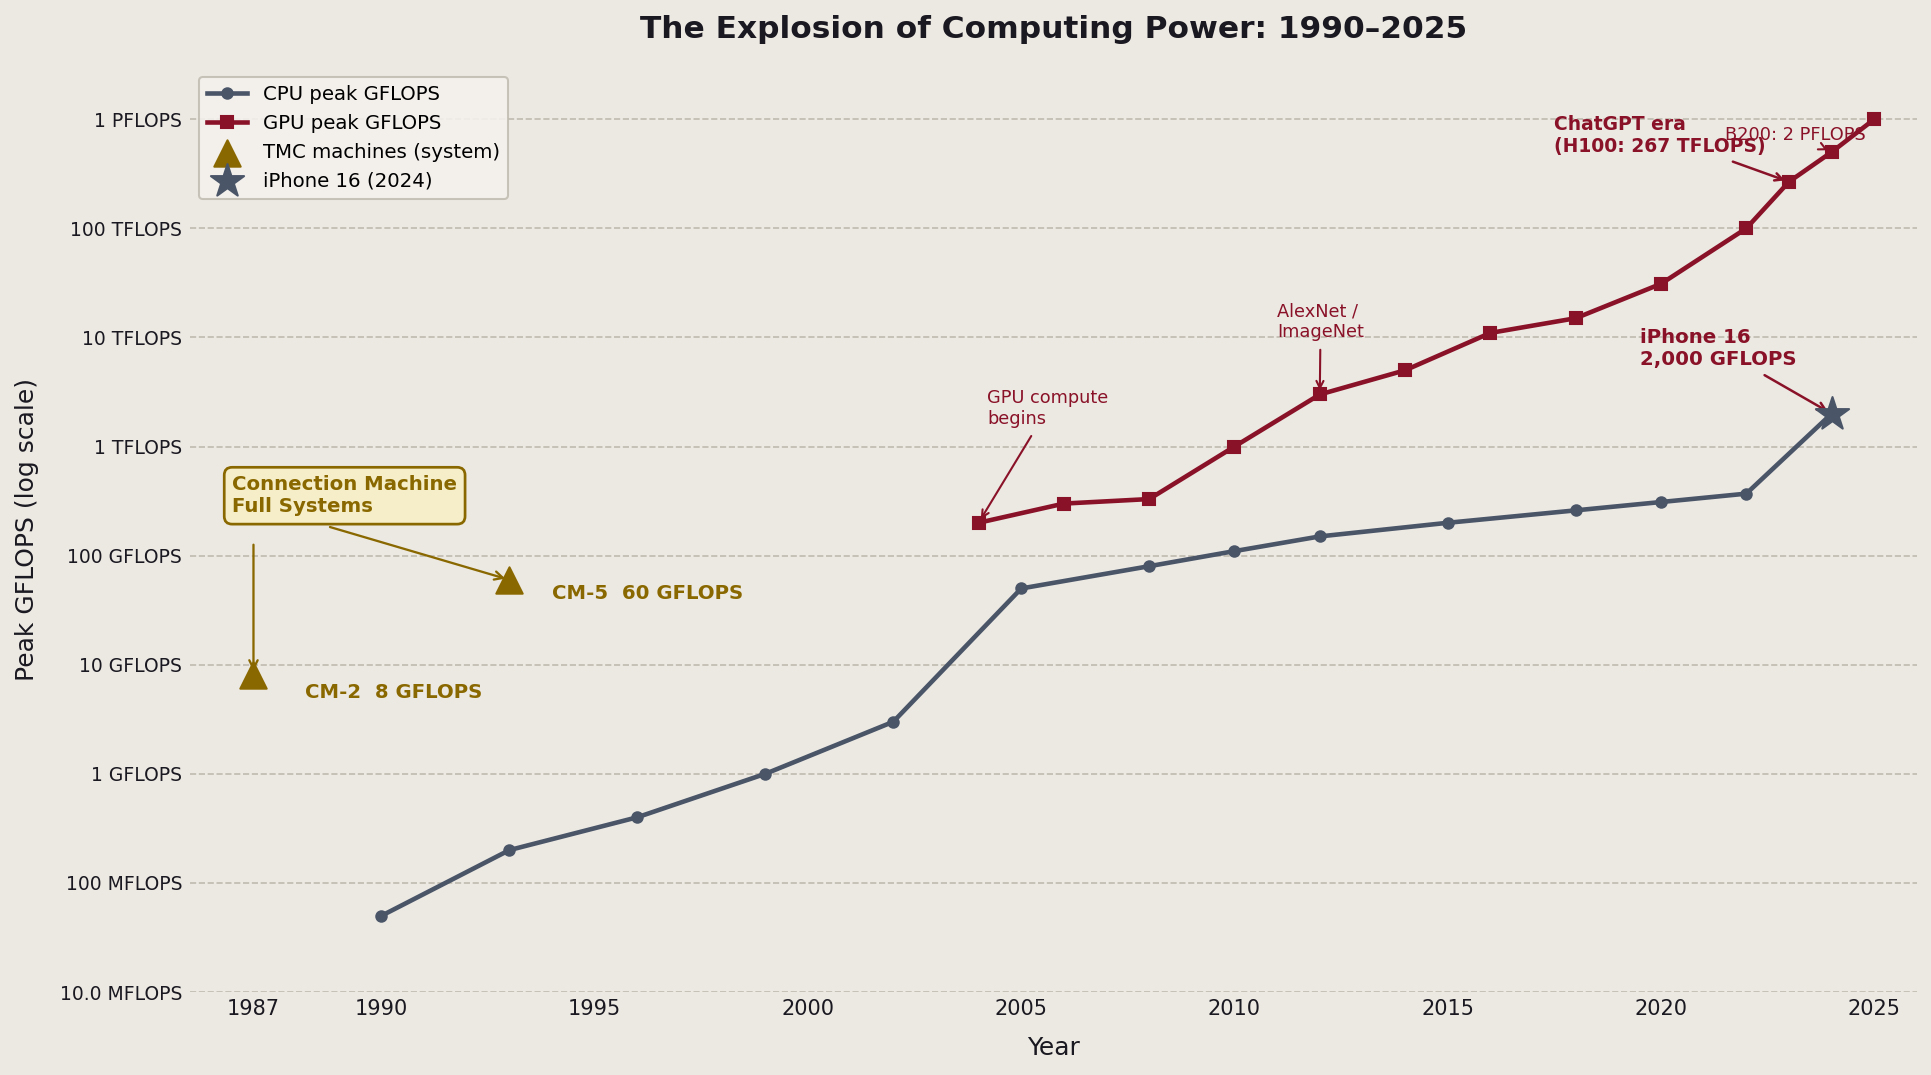 The Explosion of Computing Power: 1990–2025
CPU peak GFLOPS
GPU peak GFLOPS
TMC machines (system)
iPhone 16 (2024)
Peak GFLOPS (log scale)
1 PFLOPS
100 TFLOPS
10 TFLOPS
1 TFLOPS
100 GFLOPS
10 GFLOPS
1 GFLOPS
100 MFLOPS
10.0 MFLOPS
ChatGPT era
(H100: 267 TFLOPS)
B200: 2 PFLOPS
AlexNet /
ImageNet
iPhone 16
2,000 GFLOPS
GPU compute
begins
Connection Machine
Full Systems
CM-5  60 GFLOPS
CM-2  8 GFLOPS
1987
1990
1995
2000
2005
2010
2015
2020
2025
Year